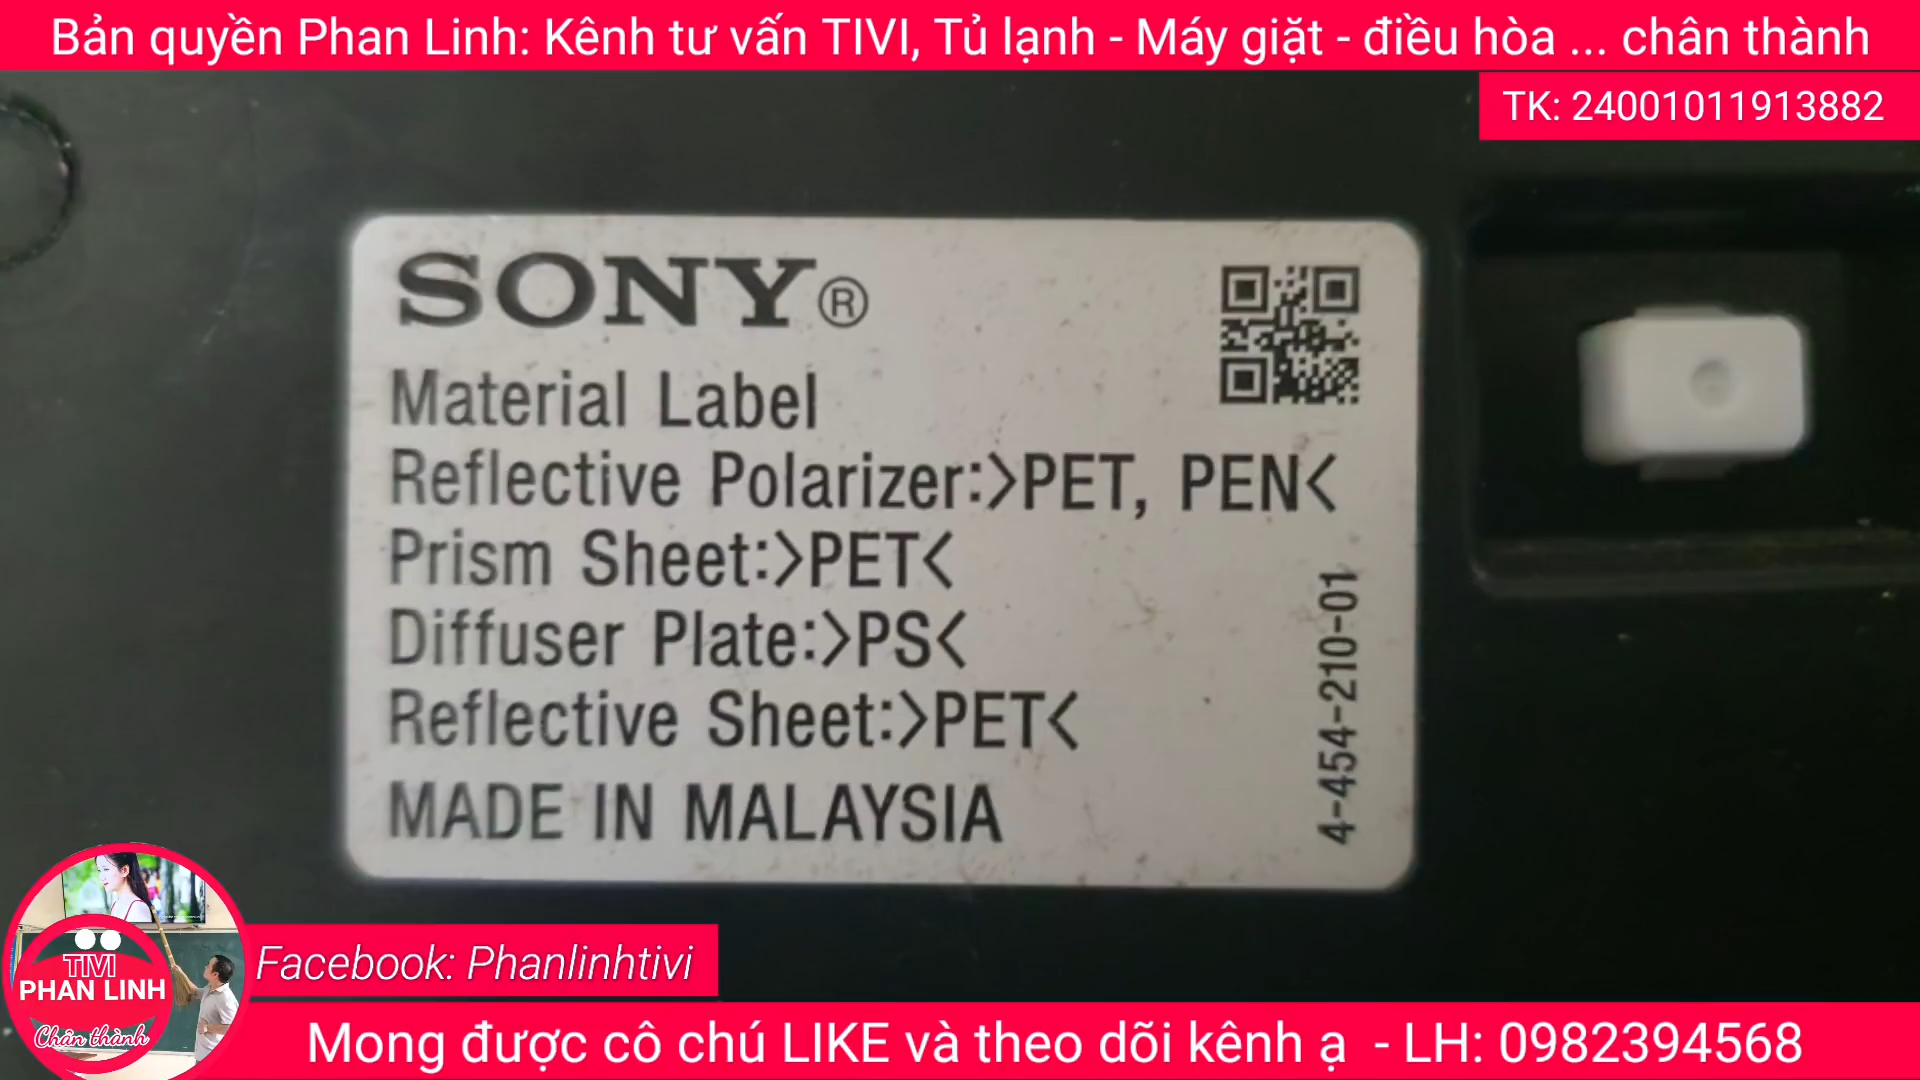 Bản quyền Phan Linh: Kênh tư vấn TIVI, Tủ lạnh - Máy giặt - điều hòa ... chân thành
TK: 24001011913882
SONY®
Material Label
Reflective Polarizer:>PET, PEN<
Prism Sheet:>PET<
Diffuser Plate:>PS<
Reflective Sheet:>PET<
MADE IN MALAYSIA
4-454-210-01
TIVI
PHAN LINH
Chân thành
Facebook: Phanlinhtivi
Mong được cô chú LIKE và theo dõi kênh ạ - LH: 0982394568